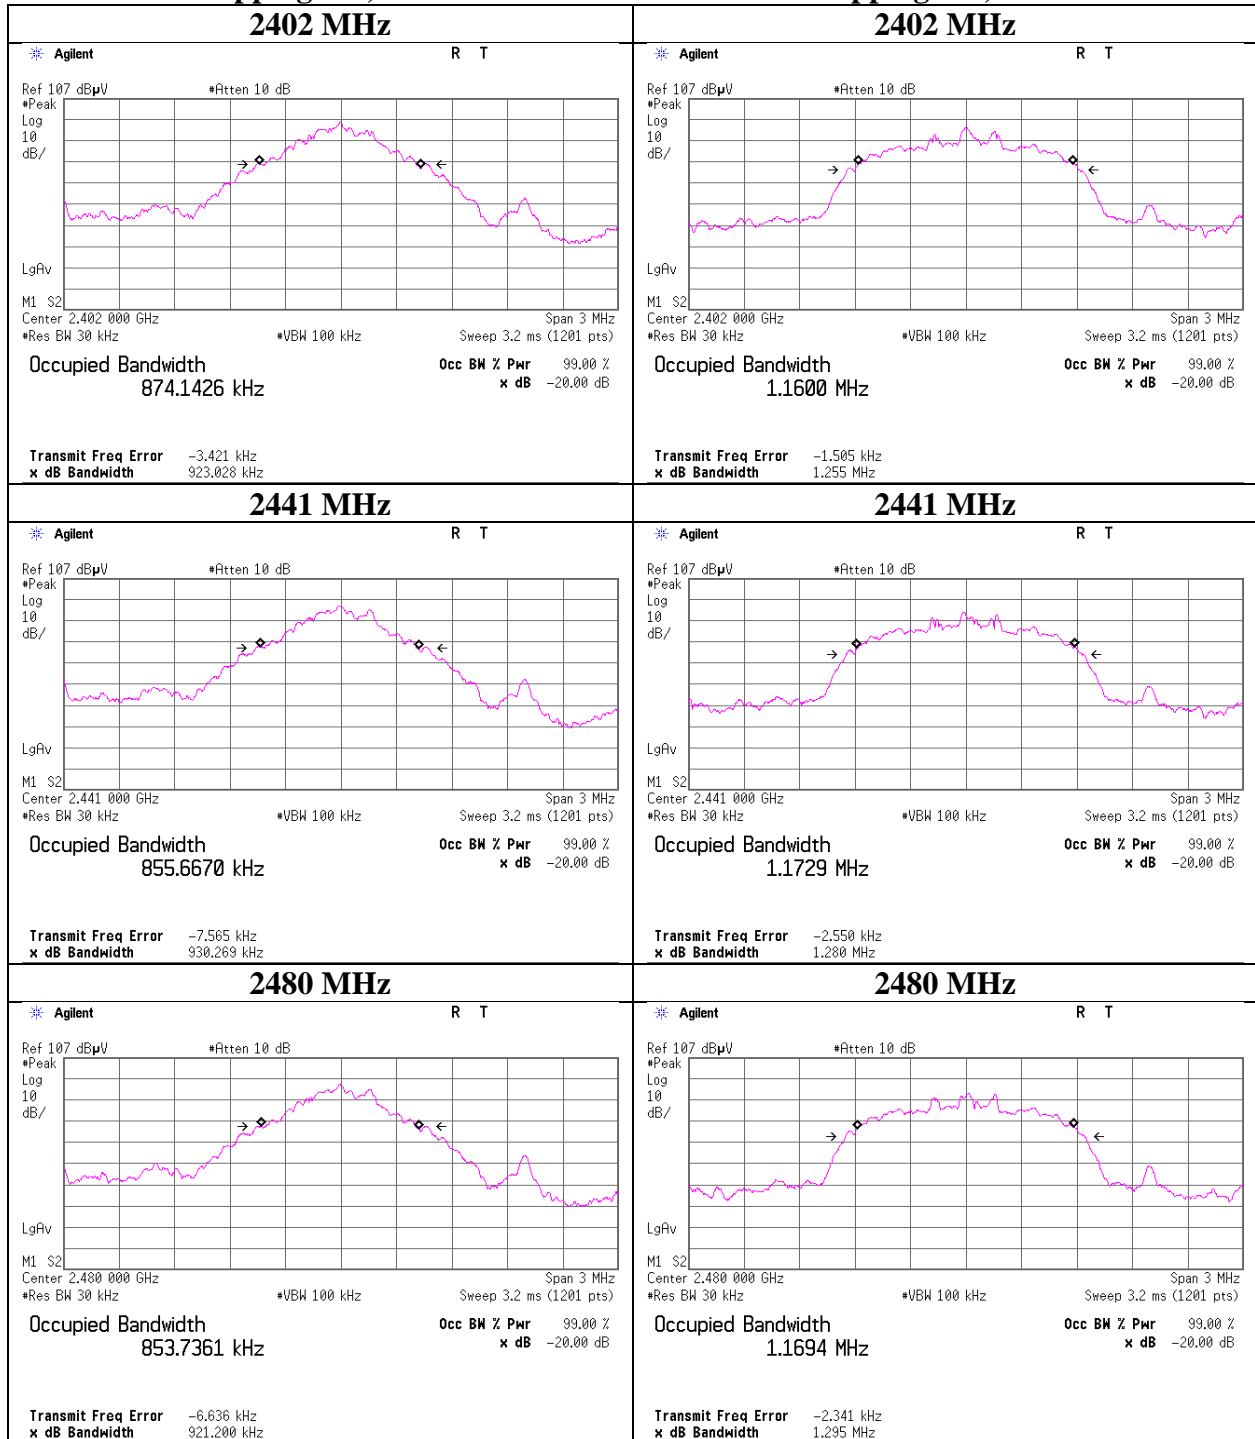 2402 MHz
Agilent
R T
Ref 107 dBµV #Atten 10 dB
#Peak
Log
10
dB/
LgAv
M1 S2
Center 2.402 000 GHz Span 3 MHz
#Res BW 30 kHz #VBW 100 kHz Sweep 3.2 ms (1201 pts)
Occupied Bandwidth Occ BW % Pwr 99.00 %
874.1426 kHz x dB -20.00 dB
Transmit Freq Error -3.421 kHz
x dB Bandwidth 923.028 kHz
2402 MHz
Agilent
R T
Ref 107 dBµV #Atten 10 dB
#Peak
Log
10
dB/
LgAv
M1 S2
Center 2.402 000 GHz Span 3 MHz
#Res BW 30 kHz #VBW 100 kHz Sweep 3.2 ms (1201 pts)
Occupied Bandwidth Occ BW % Pwr 99.00 %
1.1600 MHz x dB -20.00 dB
Transmit Freq Error -1.505 kHz
x dB Bandwidth 1.255 MHz
2441 MHz
Agilent
R T
Ref 107 dBµV #Atten 10 dB
#Peak
Log
10
dB/
LgAv
M1 S2
Center 2.441 000 GHz Span 3 MHz
#Res BW 30 kHz #VBW 100 kHz Sweep 3.2 ms (1201 pts)
Occupied Bandwidth Occ BW % Pwr 99.00 %
855.6670 kHz x dB -20.00 dB
Transmit Freq Error -7.565 kHz
x dB Bandwidth 930.269 kHz
2441 MHz
Agilent
R T
Ref 107 dBµV #Atten 10 dB
#Peak
Log
10
dB/
LgAv
M1 S2
Center 2.441 000 GHz Span 3 MHz
#Res BW 30 kHz #VBW 100 kHz Sweep 3.2 ms (1201 pts)
Occupied Bandwidth Occ BW % Pwr 99.00 %
1.1729 MHz x dB -20.00 dB
Transmit Freq Error -2.550 kHz
x dB Bandwidth 1.280 MHz
2480 MHz
Agilent
R T
Ref 107 dBµV #Atten 10 dB
#Peak
Log
10
dB/
LgAv
M1 S2
Center 2.480 000 GHz Span 3 MHz
#Res BW 30 kHz #VBW 100 kHz Sweep 3.2 ms (1201 pts)
Occupied Bandwidth Occ BW % Pwr 99.00 %
853.7361 kHz x dB -20.00 dB
Transmit Freq Error -6.636 kHz
x dB Bandwidth 921.200 kHz
2480 MHz
Agilent
R T
Ref 107 dBµV #Atten 10 dB
#Peak
Log
10
dB/
LgAv
M1 S2
Center 2.480 000 GHz Span 3 MHz
#Res BW 30 kHz #VBW 100 kHz Sweep 3.2 ms (1201 pts)
Occupied Bandwidth Occ BW % Pwr 99.00 %
1.1694 MHz x dB -20.00 dB
Transmit Freq Error -2.341 kHz
x dB Bandwidth 1.295 MHz